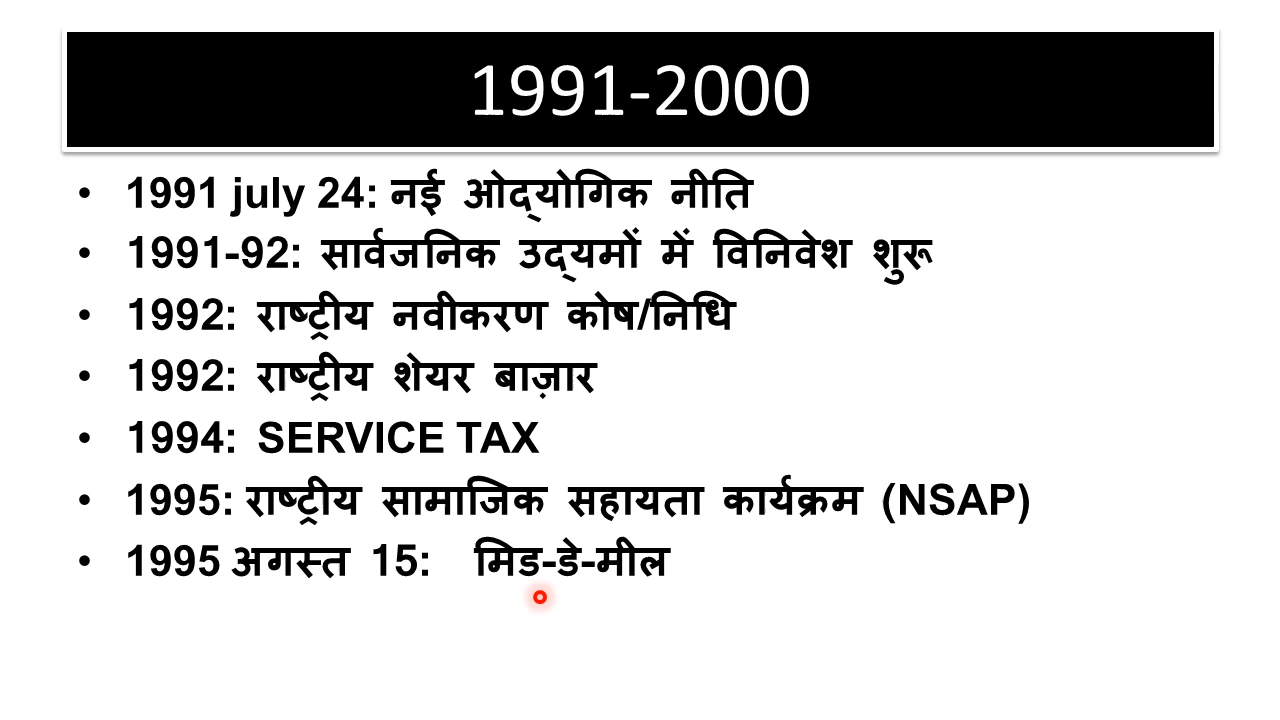 1991-2000
• 1991 july 24: नई ओद्योगिक नीति
• 1991-92: सार्वजनिक उद्यमों में विनिवेश शुरू
• 1992: राष्ट्रीय नवीकरण कोष/निधि
• 1992: राष्ट्रीय शेयर बाज़ार
• 1994: SERVICE TAX
• 1995: राष्ट्रीय सामाजिक सहायता कार्यक्रम (NSAP)
• 1995 अगस्त 15: मिड-डे-मील